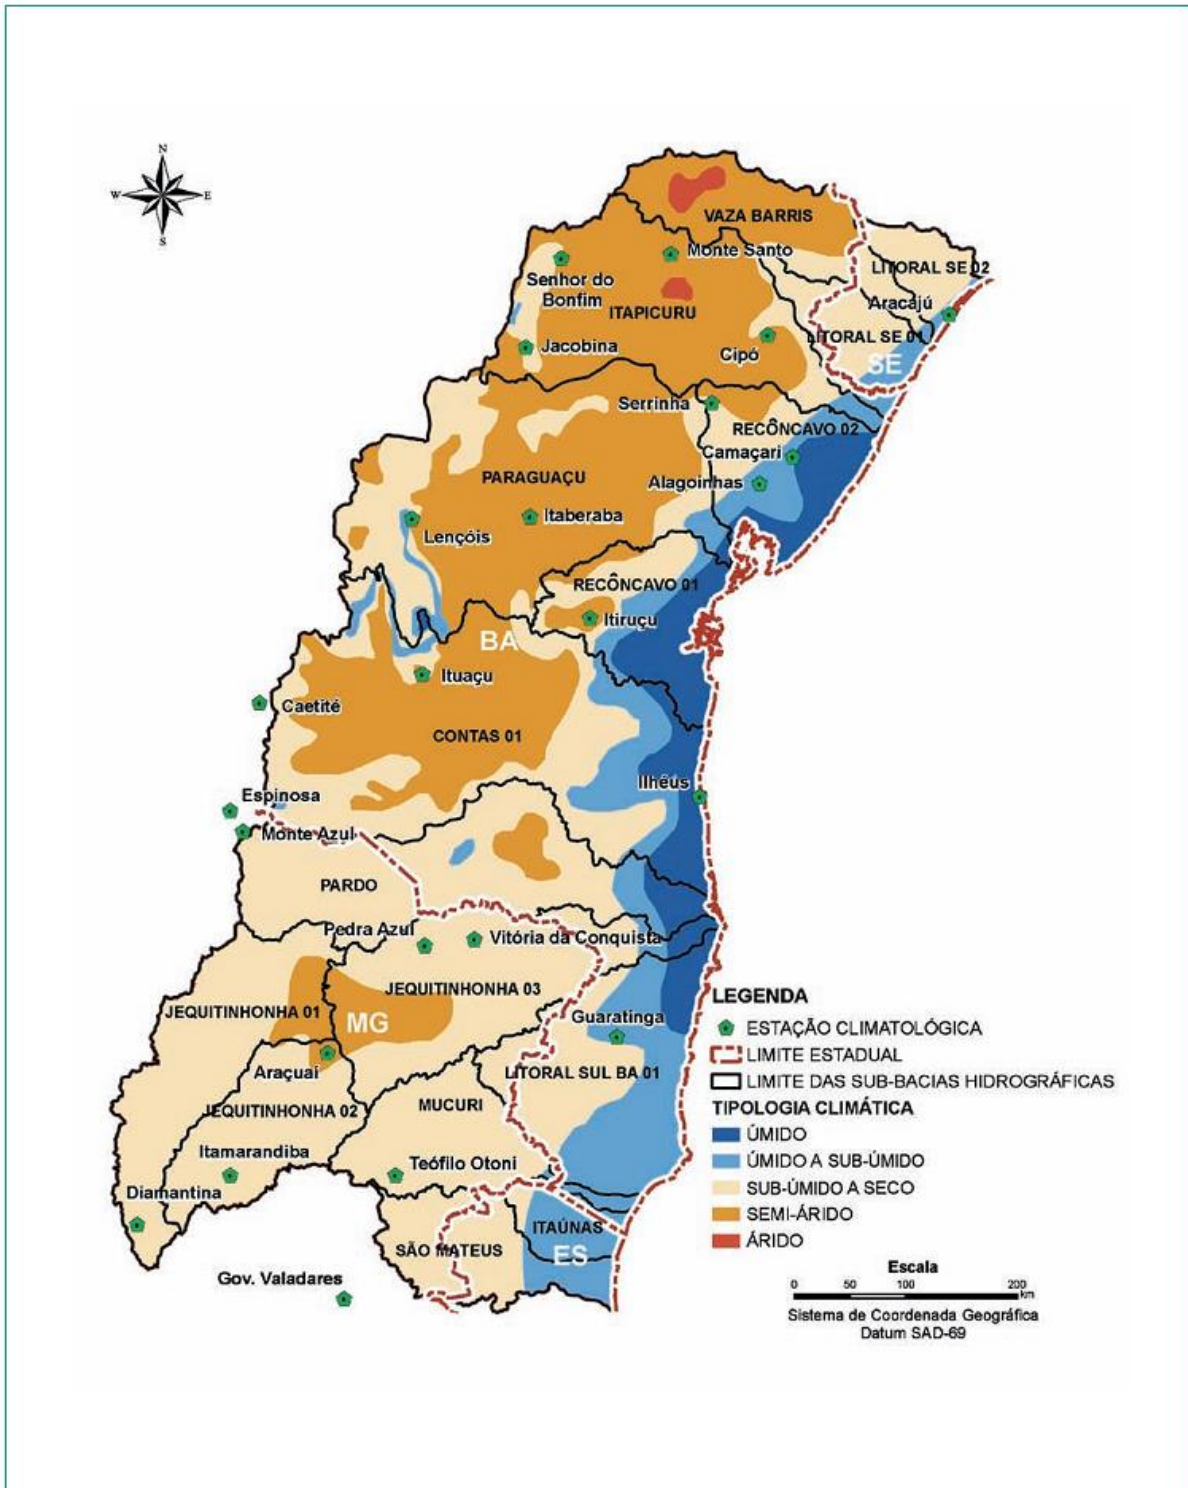 N
W
E
S
VAZA BARRIS
Monte Santo
LITORAL SE 02
Senhor do
Bonfim
Aracajú
ITAPICURU
LITORAL SE 01
Jacobina
Cipó
SE
Serrinha
RECÔNCAVO 02
Camaçari
PARAGUAÇU
Alagoinhas
Itaberaba
Lençóis
RECÔNCAVO 01
Itiruçu
BA
Ituaçu
Caetité
CONTAS 01
Ilhéus
Espinosa
Monte Azul
PARDO
Pedra Azul
Vitória da Conquista
JEQUITINHONHA 03
JEQUITINHONHA 01
MG
Guaratinga
Araçuaí
LITORAL SUL BA 01
JEQUITINHONHA 02
MUCURI
Itamarandiba
Teófilo Otoni
Diamantina
ITAÚNAS
SÃO MATEUS
ES
Gov. Valadares
LEGENDA
ESTAÇÃO CLIMATOLÓGICA
LIMITE ESTADUAL
LIMITE DAS SUB-BACIAS HIDROGRÁFICAS
TIPOLOGIA CLIMÁTICA
ÚMIDO
ÚMIDO A SUB-ÚMIDO
SUB-ÚMIDO A SECO
SEMI-ÁRIDO
ÁRIDO
Escala
0 50 100 200
km
Sistema de Coordenada Geográfica
Datum SAD-69